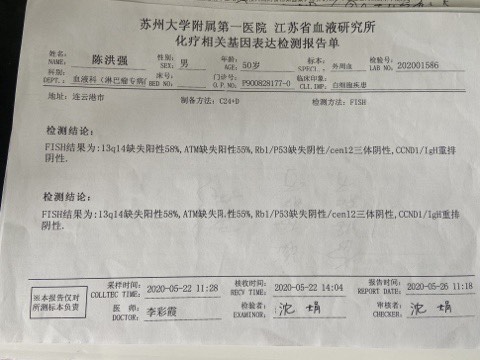 苏州大学附属第一医院 江苏省血液研究所
化疗相关基因表达检测报告单
姓名: NAME: 陈洪强 性别: SEX: 男 年龄: AGE: 50岁 标本: SPECI.: 外周血 检验号: LAB NO: 202001586
科别: DEPT.: 血液科（淋巴瘤专病） 床号: BED NO: 门诊号: O.P. NO. P900828177-0 临床印象: CLI.IMP. 白细胞疾患
地址: 连云港市 制备方法: C24+D 检测方法: FISH
检测结论:
FISH结果为:13q14缺失阳性58%,ATM缺失阳性55%,Rb1/P53缺失阴性/cen12三体阴性,CCND1/IgH重排
阴性.
检测结论:
FISH结果为:13q14缺失阳性58%,ATM缺失阳性55%,Rb1/P53缺失阴性/cen12三体阴性,CCND1/IgH重排
阴性.
※本报告仅对
所测标本负责
采样时间: COLLTEC TIME: 2020-05-22 11:28 核收时间: RECV TIME: 2020-05-22 14:04 报告时间: REPORT DATE: 2020-05-26 11:18
医 师: DOCTOR: 李彩霞 检验者: EXAMINOR: 沈娟 审核者: CHECKER: 沈娟